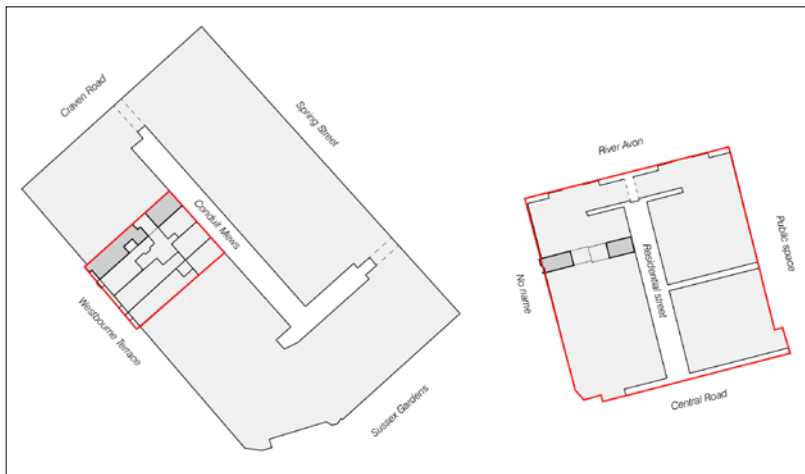 Craven Road
Spring Street
Conduit Mews
Westbourne Terrace
Sussex Gardens
River Avon
Public space
Residential street
No name
Central Road